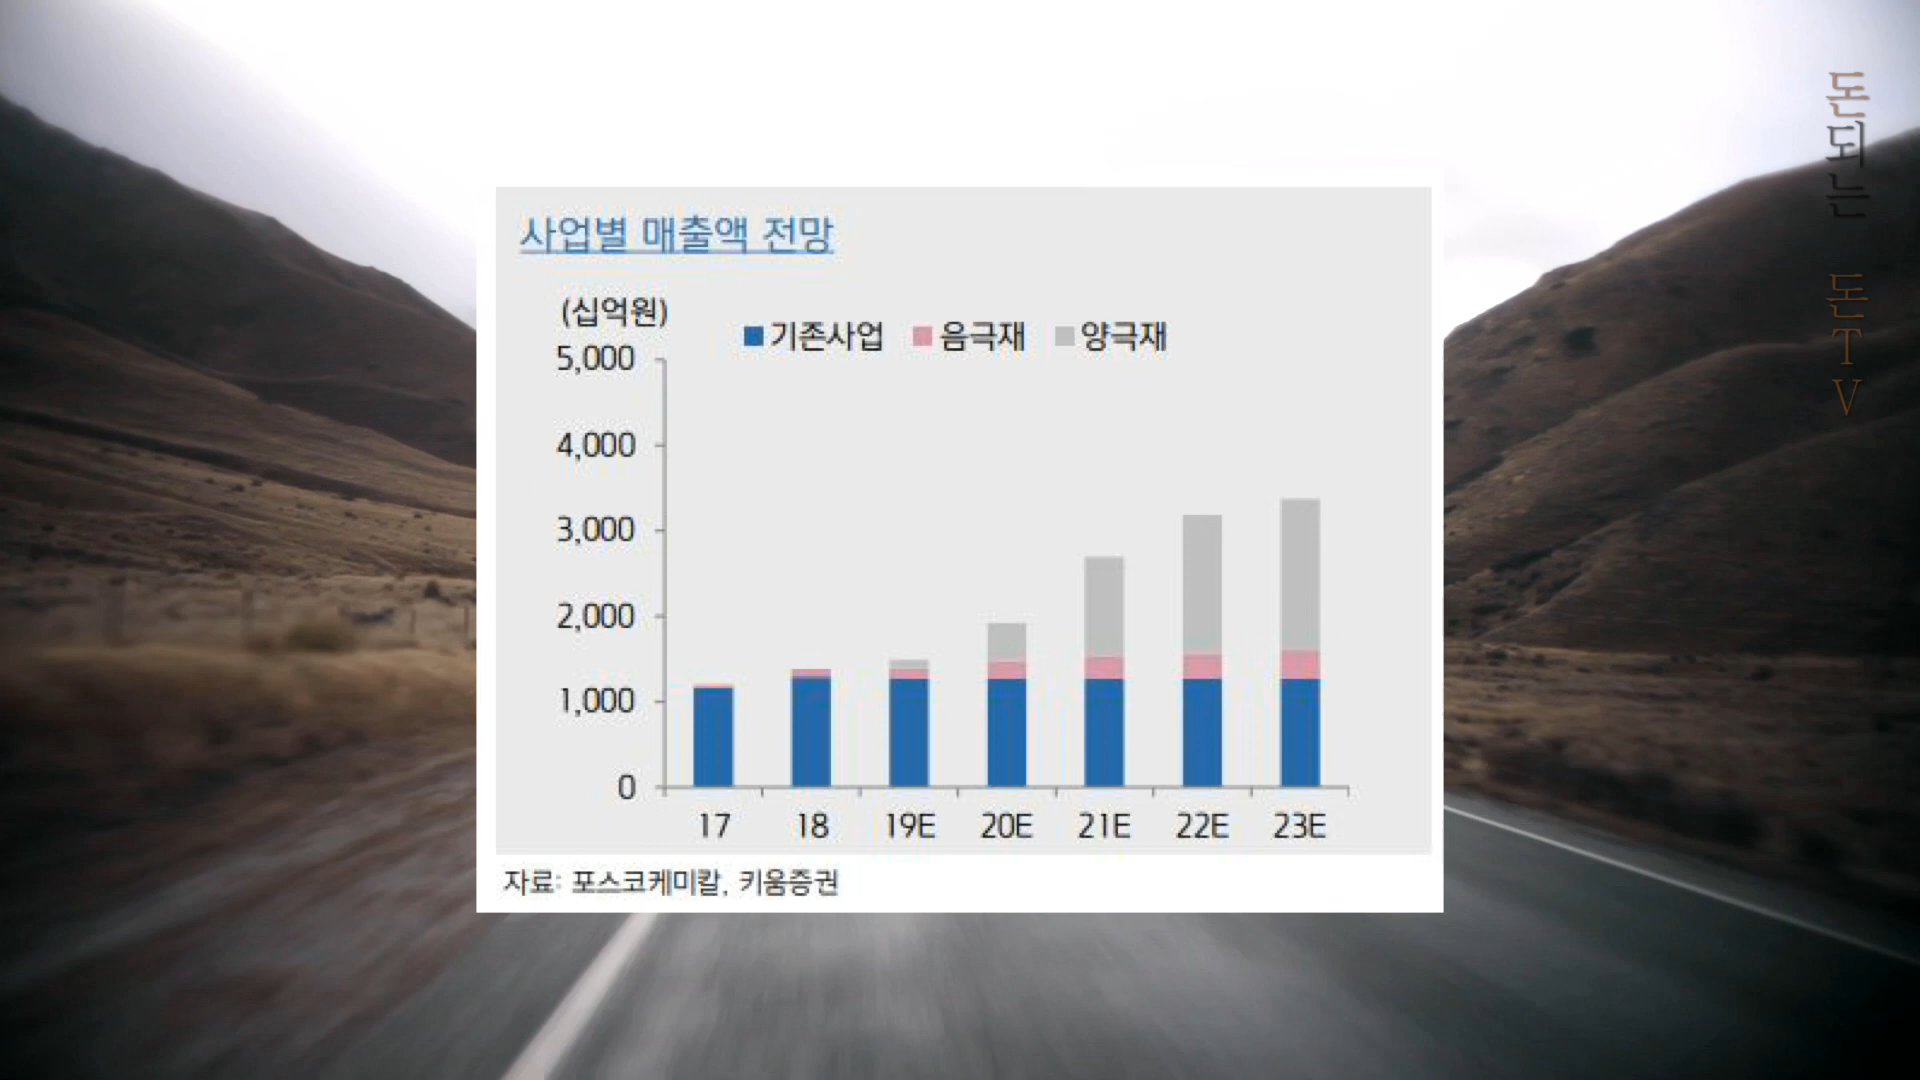 사업별 매출액 전망
(십억원)
기존사업 음극재 양극재
5,000
4,000
3,000
2,000
1,000
0
17 18 19E 20E 21E 22E 23E
자료: 포스코케미칼, 키움증권
돈되는 돈TV